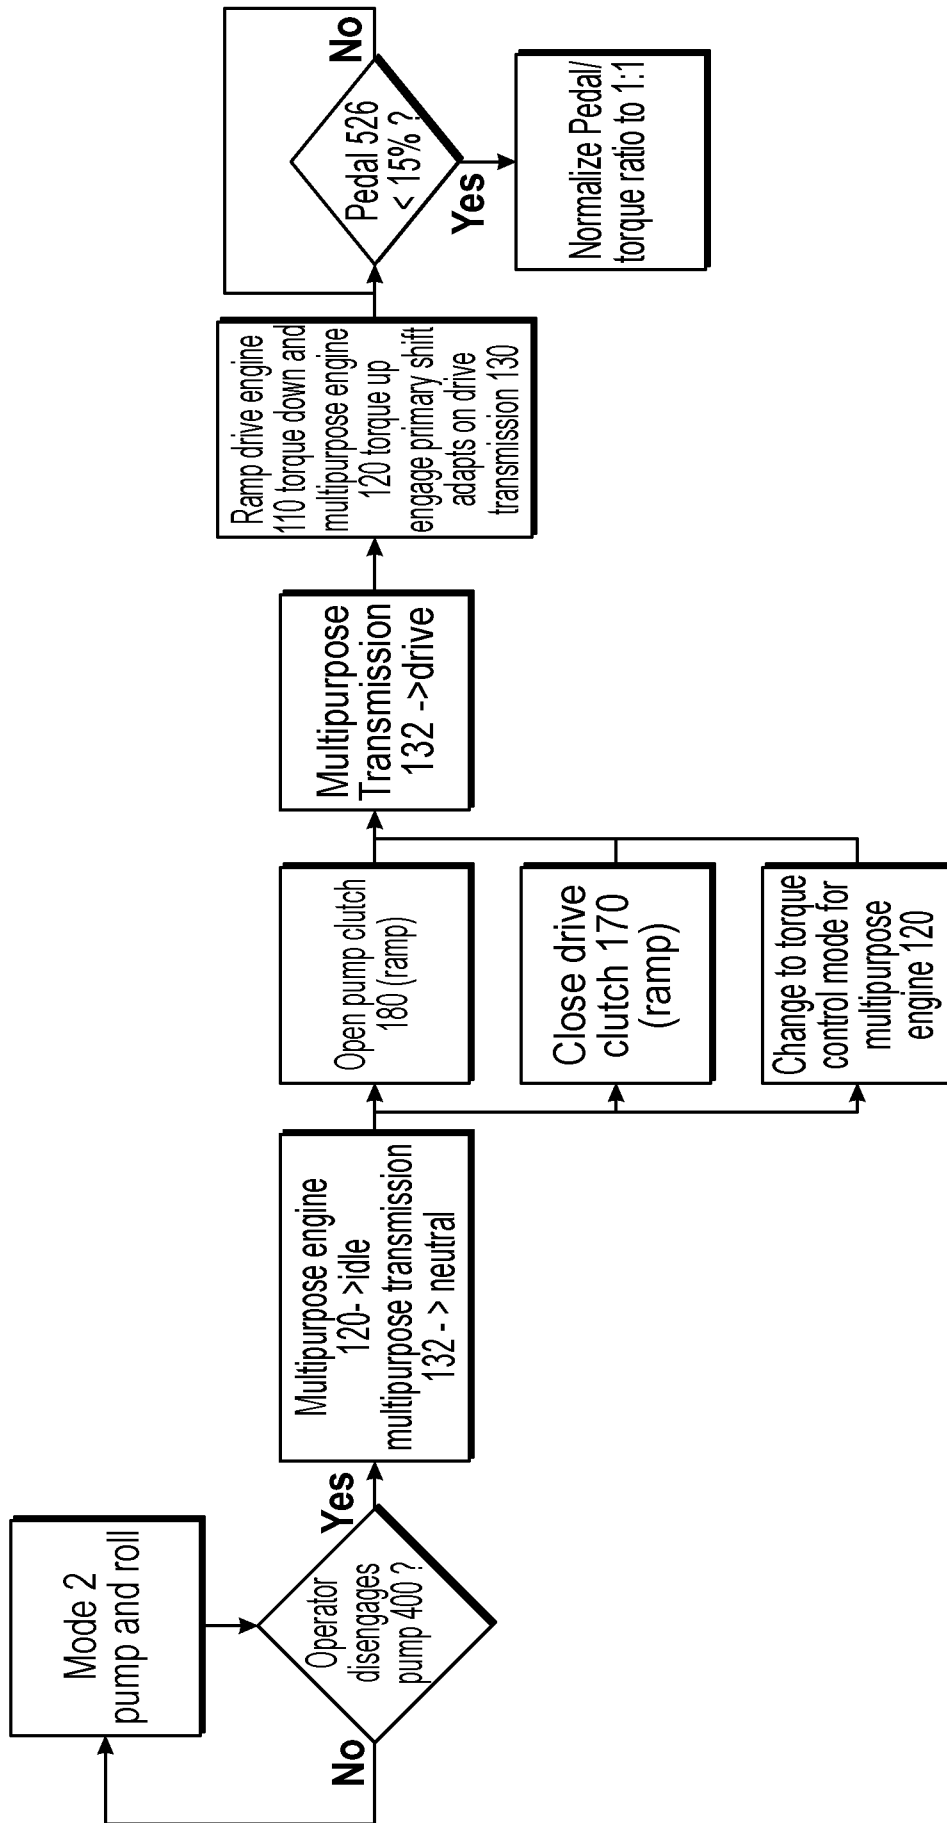 Mode 2
pump and roll
Operator
disengages
pump 400 ?
No
Yes
Multipurpose engine
120->idle
multipurpose transmission
132 - > neutral
Open pump clutch
180 (ramp)
Close drive
clutch 170
(ramp)
Change to torque
control mode for
multipurpose
engine 120
Multipurpose
Transmission
132 ->drive
Ramp drive engine
110 torque down and
multipurpose engine
120 torque up
engage primary shift
adapts on drive
transmission 130
Pedal 526
< 15% ?
No
Yes
Normalize Pedal/
torque ratio to 1:1